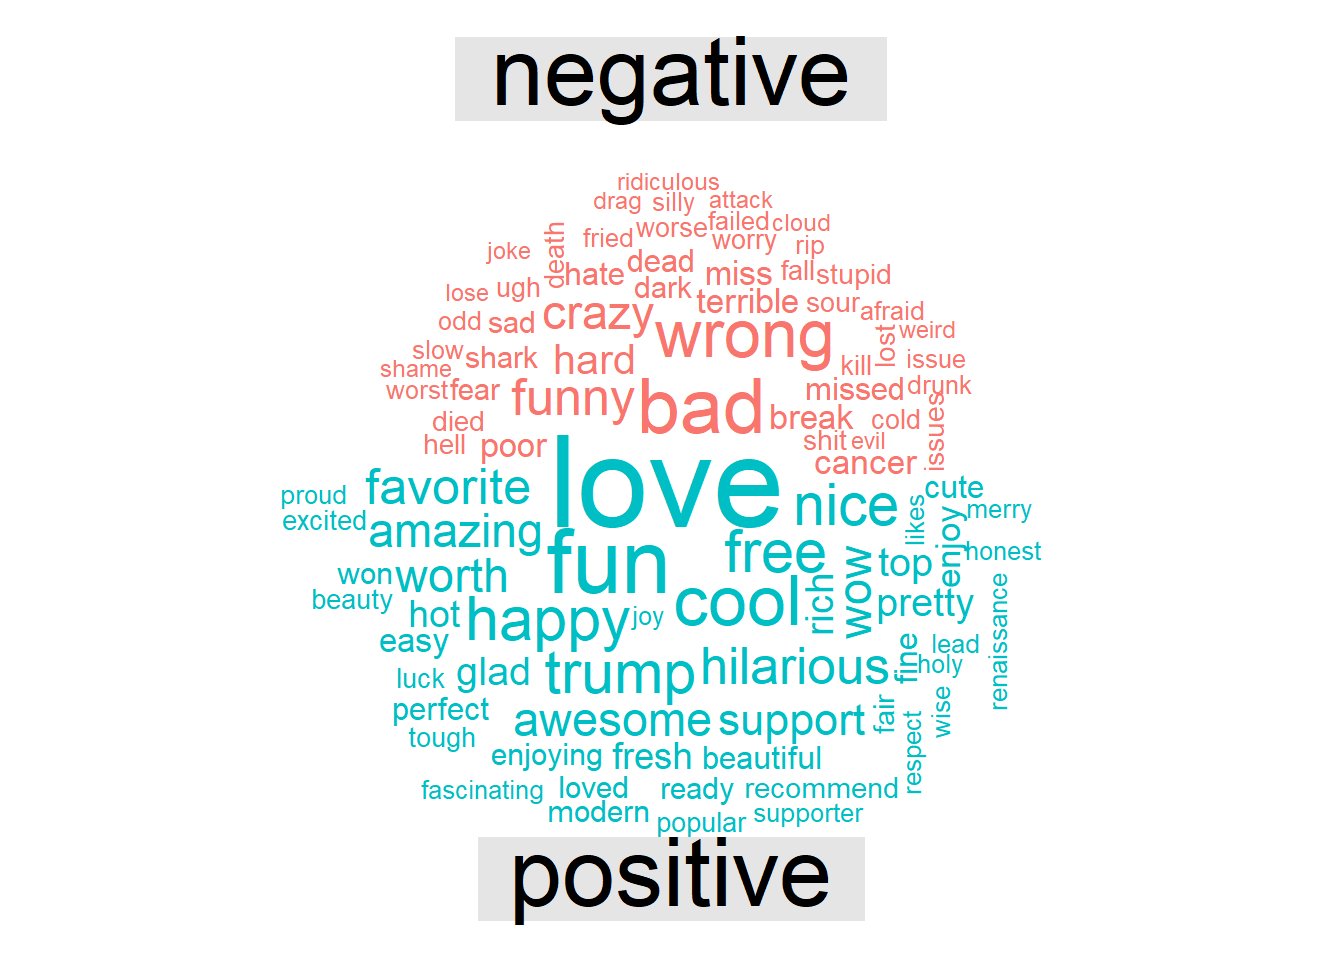 negative
ridiculous
drag silly attack
death fried worse failed cloud
joke worry rip
hate dead miss fall stupid
lose ugh dark terrible sour afraid
odd sad crazy wrong lost weird
slow shark hard kill issue
shame
worst fear funny bad missed drunk
died break cold issues
hell poor shit evil
cancer
love
proud favorite nice likes cute merry
excited amazing enjoy
fun free wow top honest
won worth rich
beauty hot happy joy cool pretty renaissance
easy fine lead
luck glad trump hilarious holy
perfect awesome support fair wise
tough respect
enjoying fresh beautiful
fascinating loved ready recommend
modern popular supporter
positive